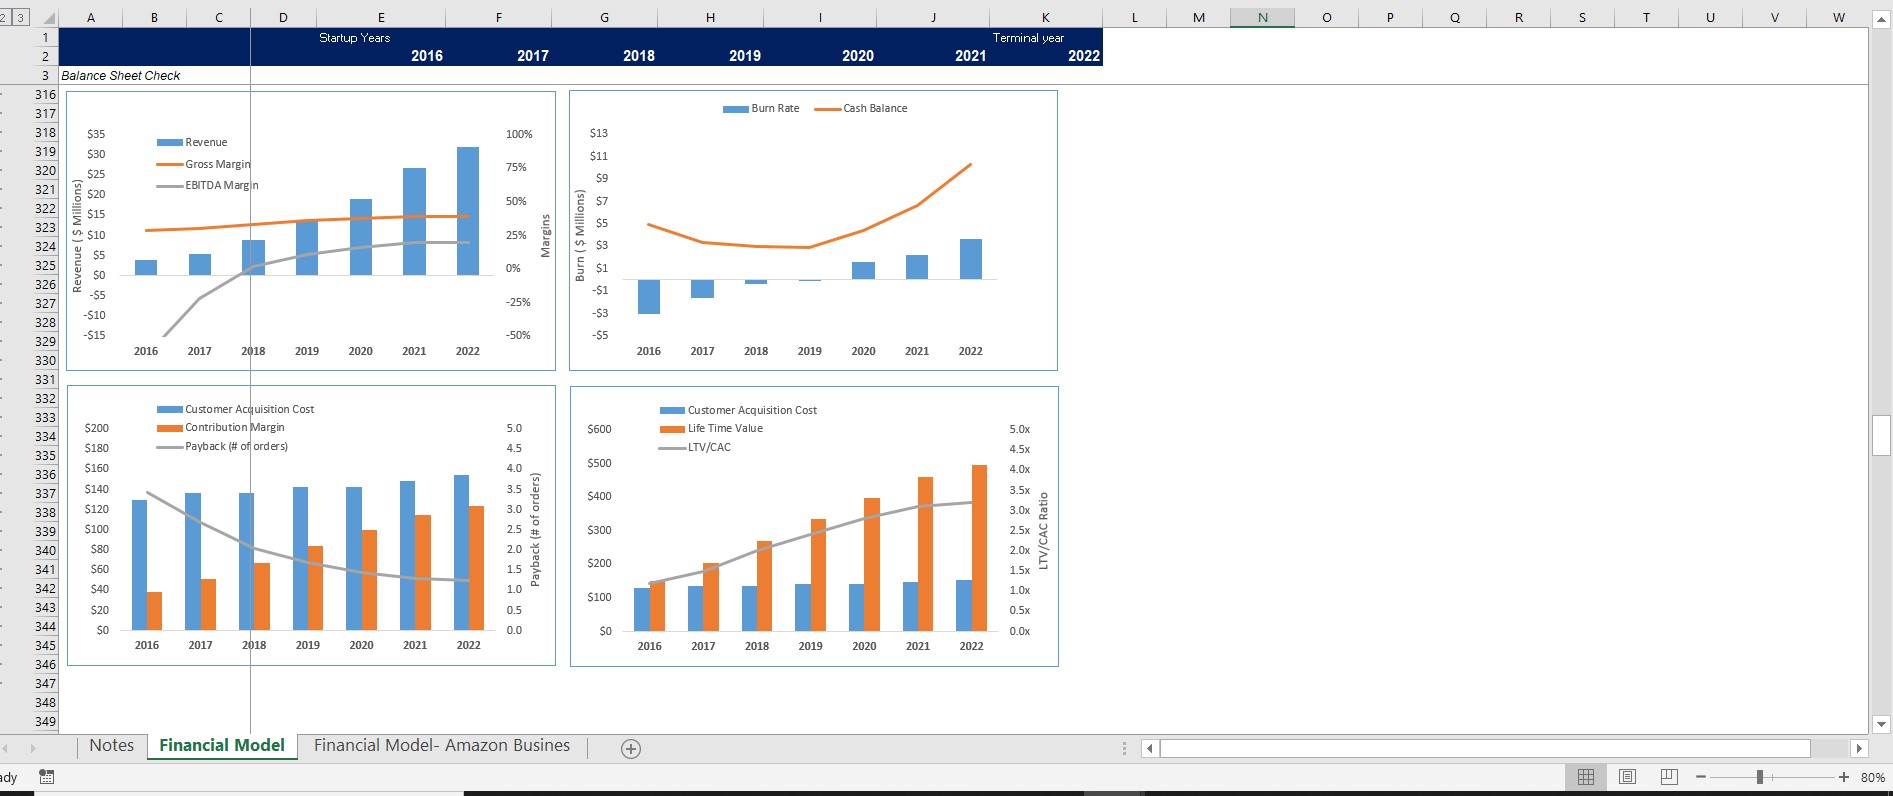 2 3 A B C D E F G H I J K L M N O P Q R S T U V W
1 Startup Years Terminal year
2 2016 2017 2018 2019 2020 2021 2022
3 Balance Sheet Check
316
317
318
319
320
321
322
323
324
325
326
327
328
329
330
331
332
333
334
335
336
337
338
339
340
341
342
343
344
345
346
347
348
349
Revenue
Gross Margin
EBITDA Margin
Revenue ( $ Millions)
$35
$30
$25
$20
$15
$10
$5
$0
-$5
-$10
-$15
100%
75%
50%
25%
0%
-25%
-50%
Margins
2016 2017 2018 2019 2020 2021 2022
Burn Rate Cash Balance
Burn ( $ Millions)
$13
$11
$9
$7
$5
$3
$1
-$1
-$3
-$5
2016 2017 2018 2019 2020 2021 2022
Customer Acquisition Cost
Contribution Margin
Payback (# of orders)
$200
$180
$160
$140
$120
$100
$80
$60
$40
$20
$0
5.0
4.5
4.0
3.5
3.0
2.5
2.0
1.5
1.0
0.5
0.0
Payback (# of orders)
2016 2017 2018 2019 2020 2021 2022
Customer Acquisition Cost
Life Time Value
LTV/CAC
$600
$500
$400
$300
$200
$100
$0
5.0x
4.5x
4.0x
3.5x
3.0x
2.5x
2.0x
1.5x
1.0x
0.5x
0.0x
LTV/CAC Ratio
2016 2017 2018 2019 2020 2021 2022
Notes Financial Model Financial Model- Amazon Busines
ady 80%